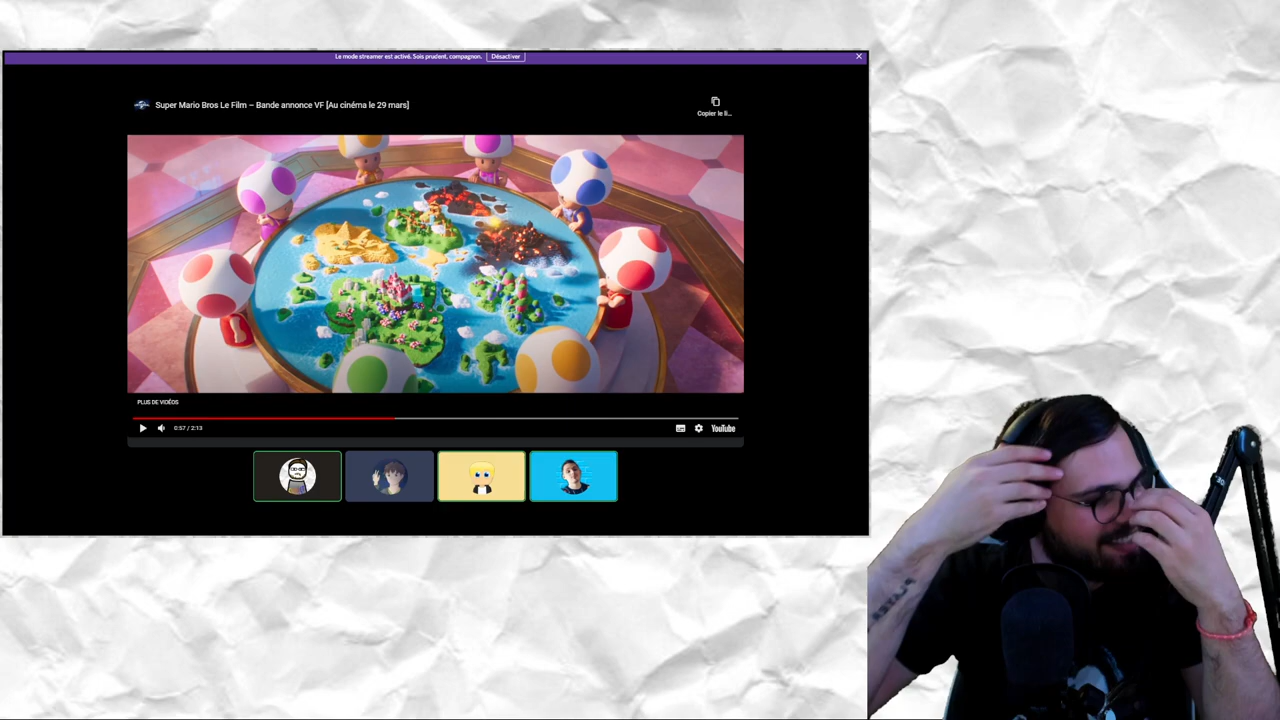 Le mode streamer est activé. Sois prudent, compagnon. Désactiver
Super Mario Bros Le Film – Bande annonce VF [Au cinéma le 29 mars]
Copier le li...
PLUS DE VIDÉOS
0:57 / 2:13
YouTube